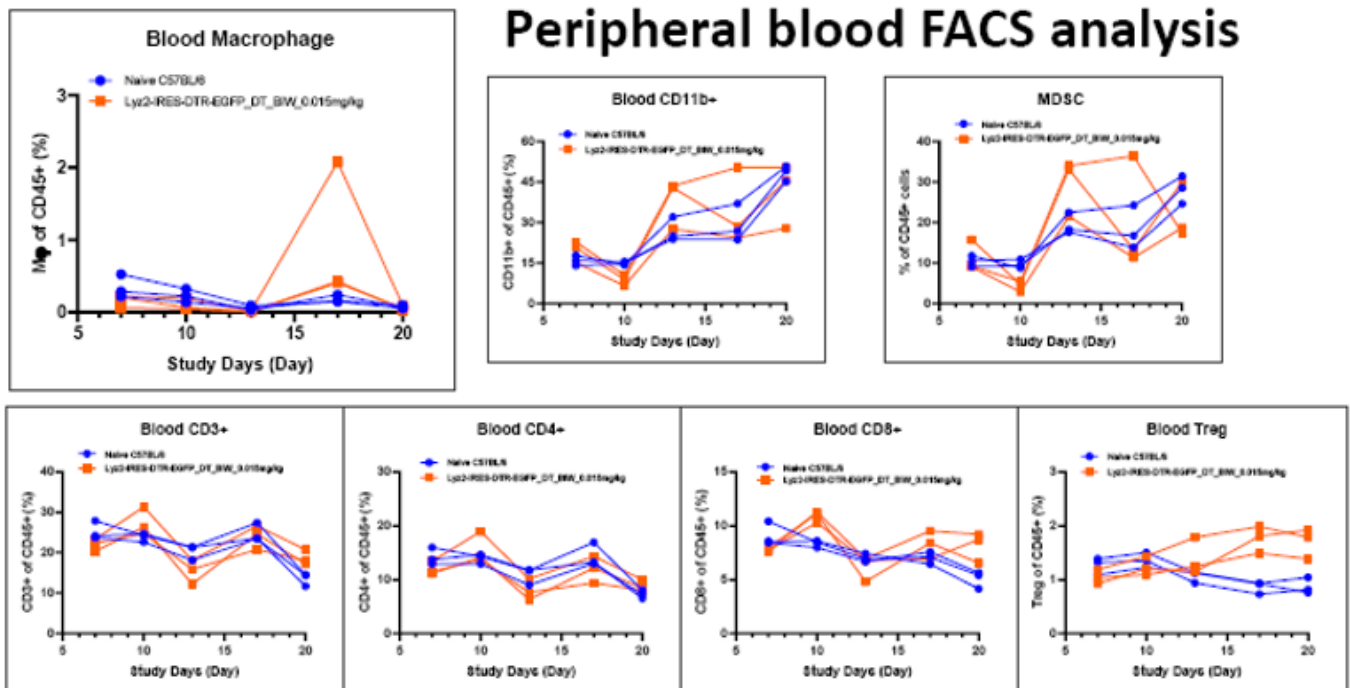 Peripheral blood FACS analysis
Blood Macrophage
Naive C57BL/6
Lyz2-IRES-DTR-EGFP_DT_BIW_0.015mg/kg
of CD45+ (%)
3
2
1
0
5 10 15 20
Study Days (Day)
Blood CD11b+
Naive C57BL/6
Lyz2-IRES-DTR-EGFP_DT_BIW_0.015mg/kg
CD11b+ of CD45+ (%)
60
45
30
15
0
5 10 15 20
Study Days (Day)
MDSC
Naive C57BL/6
Lyz2-IRES-DTR-EGFP_DT_BIW_0.015mg/kg
% of CD45+ cells
40
30
20
10
0
5 10 15 20
Study Days (Day)
Blood CD3+
Naive C57BL/6
Lyz2-IRES-DTR-EGFP_DT_BIW_0.015mg/kg
CD3+ of CD45+ (%)
40
30
20
10
0
5 10 15 20
Study Days (Day)
Blood CD4+
Naive C57BL/6
Lyz2-IRES-DTR-EGFP_DT_BIW_0.015mg/kg
CD4+ of CD45+ (%)
30
20
10
0
5 10 15 20
Study Days (Day)
Blood CD8+
Naive C57BL/6
Lyz2-IRES-DTR-EGFP_DT_BIW_0.015mg/kg
CD8+ of CD45+ (%)
15
10
5
0
5 10 15 20
Study Days (Day)
Blood Treg
Naive C57BL/6
Lyz2-IRES-DTR-EGFP_DT_BIW_0.015mg/kg
Treg of CD45+ (%)
3
2
1
0
5 10 15 20
Study Days (Day)